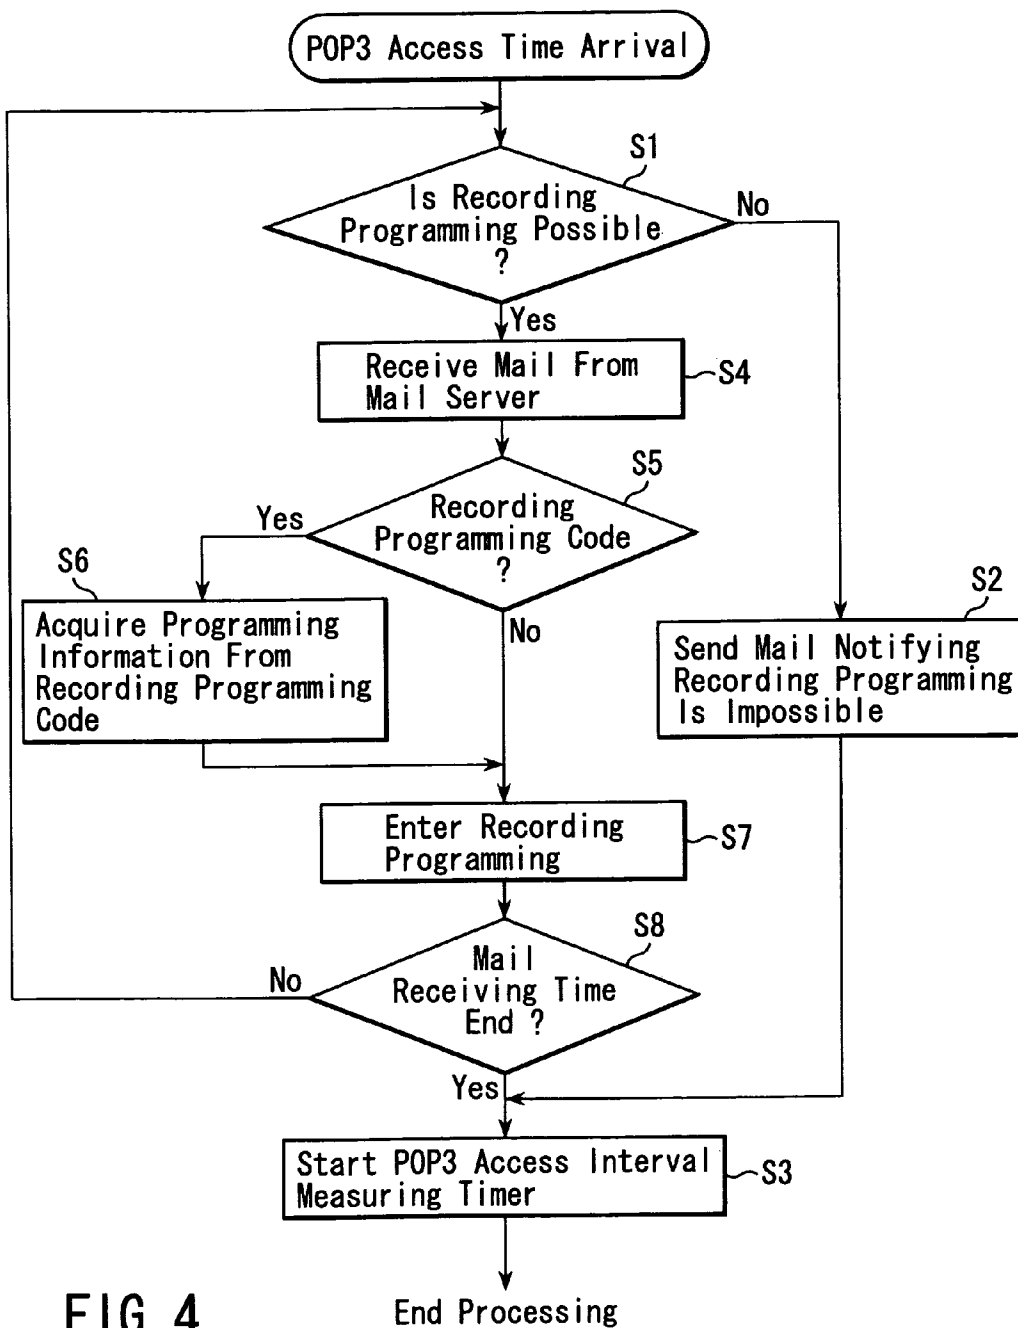 POP3 Access Time Arrival
S1
Is Recording
Programming Possible
?
No
Yes
Receive Mail From
Mail Server
S4
S5
Recording
Programming Code
?
Yes
No
S6
Acquire Programming
Information From
Recording Programming
Code
S2
Send Mail Notifying
Recording Programming
Is Impossible
Enter Recording
Programming
S7
S8
Mail
Receiving Time
End ?
No
Yes
Start POP3 Access Interval
Measuring Timer
S3
End Processing
FIG. 4